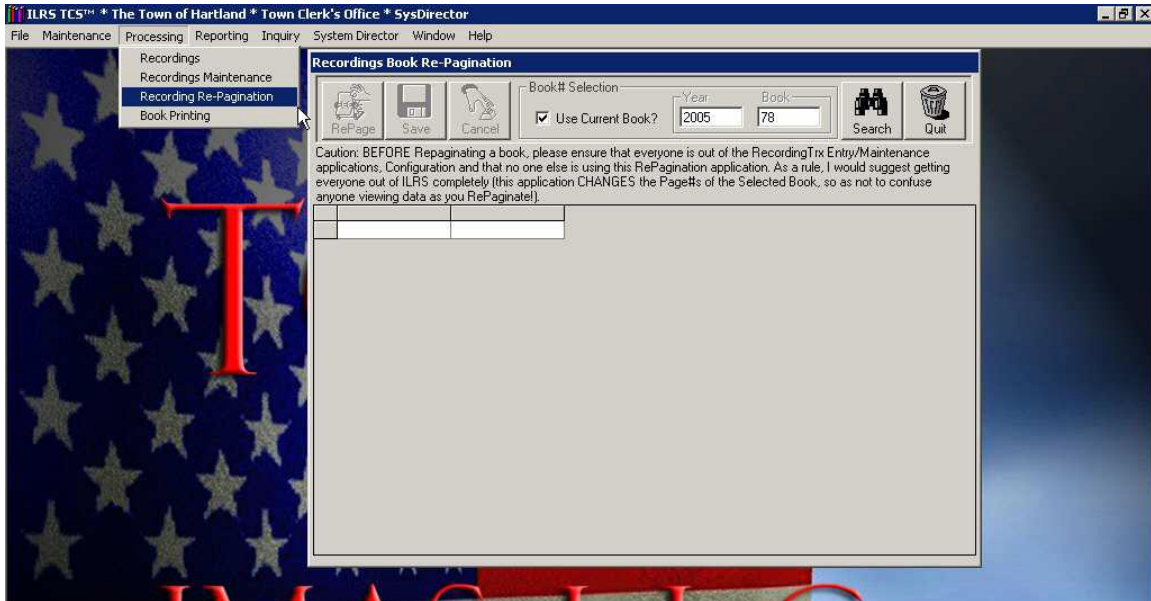 ILRS TCS™ * The Town of Hartland * Town Clerk's Office * SysDirector
File Maintenance Processing Reporting Inquiry System Director Window Help
Recordings
Recordings Maintenance
Recording Re-Pagination
Book Printing
Recordings Book Re-Pagination
RePage Save Cancel
Book# Selection
Use Current Book?
Year Book
2005 78
Search Quit
Caution: BEFORE Repaginating a book, please ensure that everyone is out of the RecordingTrx Entry/Maintenance
applications, Configuration and that no one else is using this RePagination application. As a rule, I would suggest getting
everyone out of ILRS completely (this application CHANGES the Page#s of the Selected Book, so as not to confuse
anyone viewing data as you RePaginate!).
T